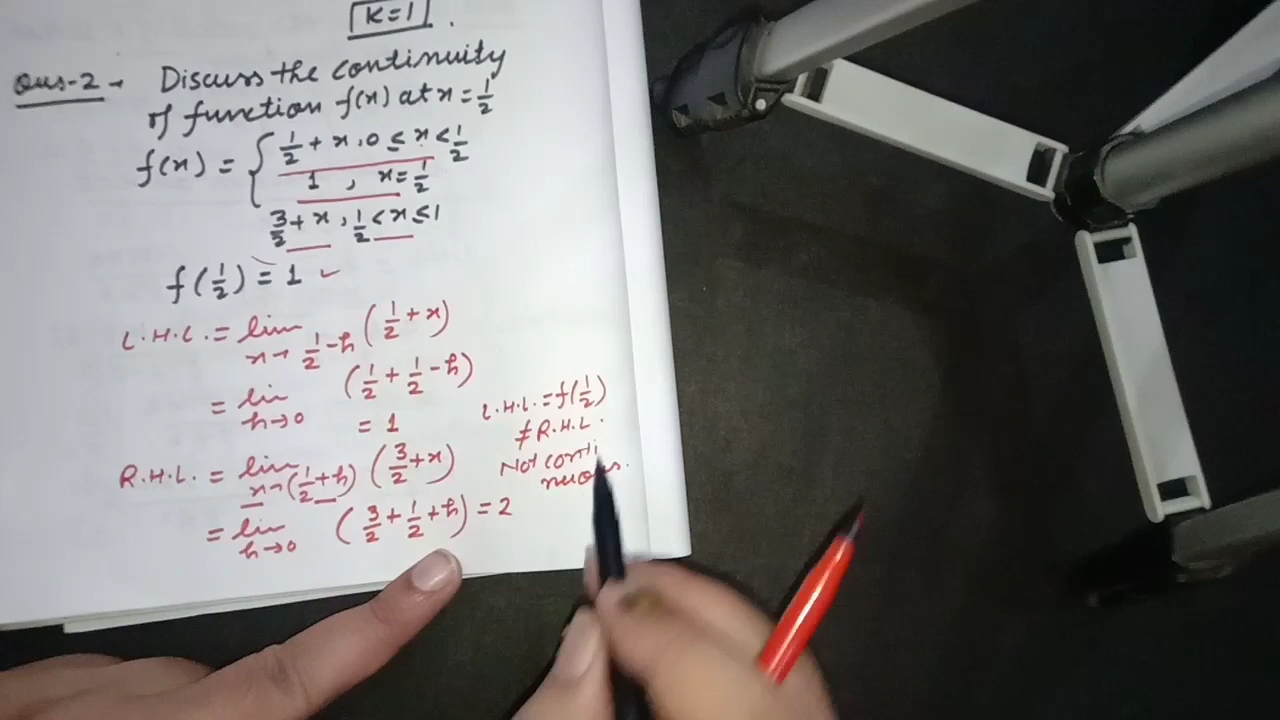 K=1 .
Ques-2 → Discuss the continuity
of function f(x) at x = 1/2
f(x) = { 1/2 + x , 0 ≤ x < 1/2
1 , x = 1/2
3/2 + x , 1/2 < x ≤ 1
f(1/2) = 1 ✓
L.H.L. = lim x→ 1/2-h (1/2 + x)
= lim h→0 (1/2 + 1/2 - h)
= 1
R.H.L. = lim x→(1/2+h) (3/2 + x)
= lim h→0 (3/2 + 1/2 + h) = 2
L.H.L. = f(1/2)
≠ R.H.L.
Not conti
nuous.